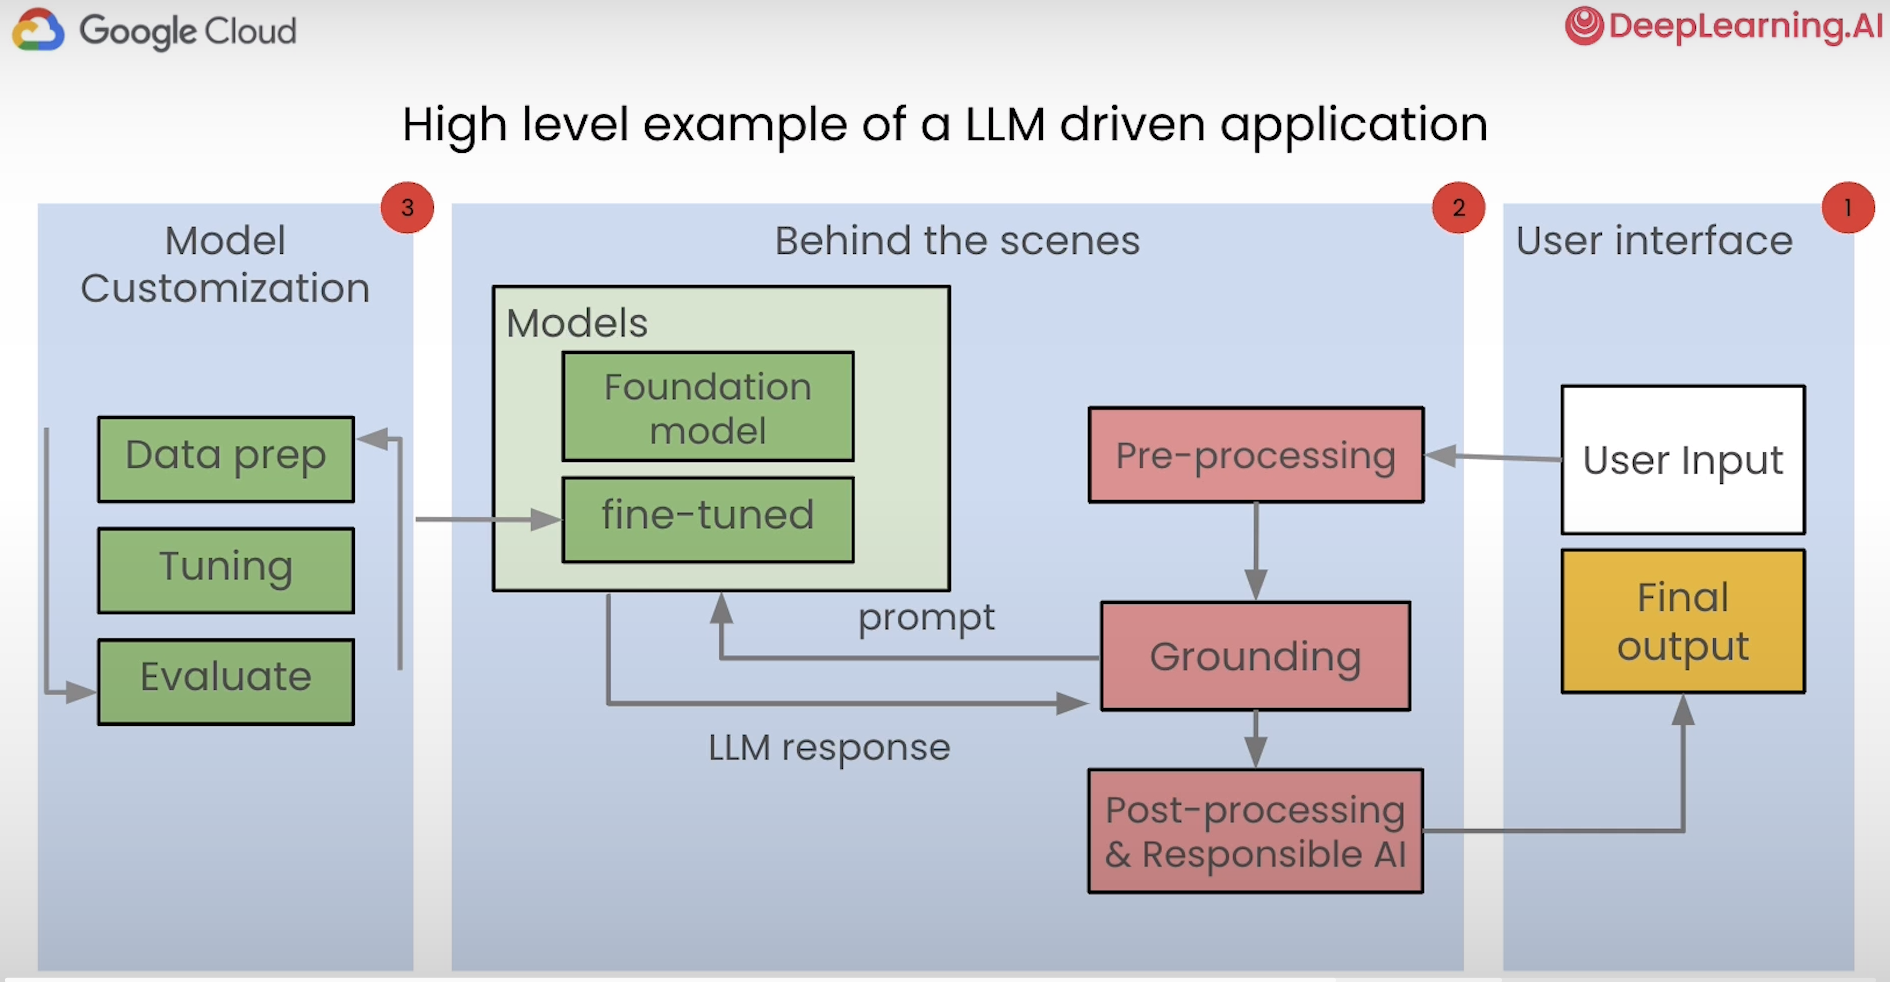 Google Cloud
DeepLearning.AI
High level example of a LLM driven application
3
Model
Customization
Data prep
Tuning
Evaluate
2
Behind the scenes
Models
Foundation
model
fine-tuned
prompt
LLM response
Pre-processing
Grounding
Post-processing
& Responsible AI
1
User interface
User Input
Final
output